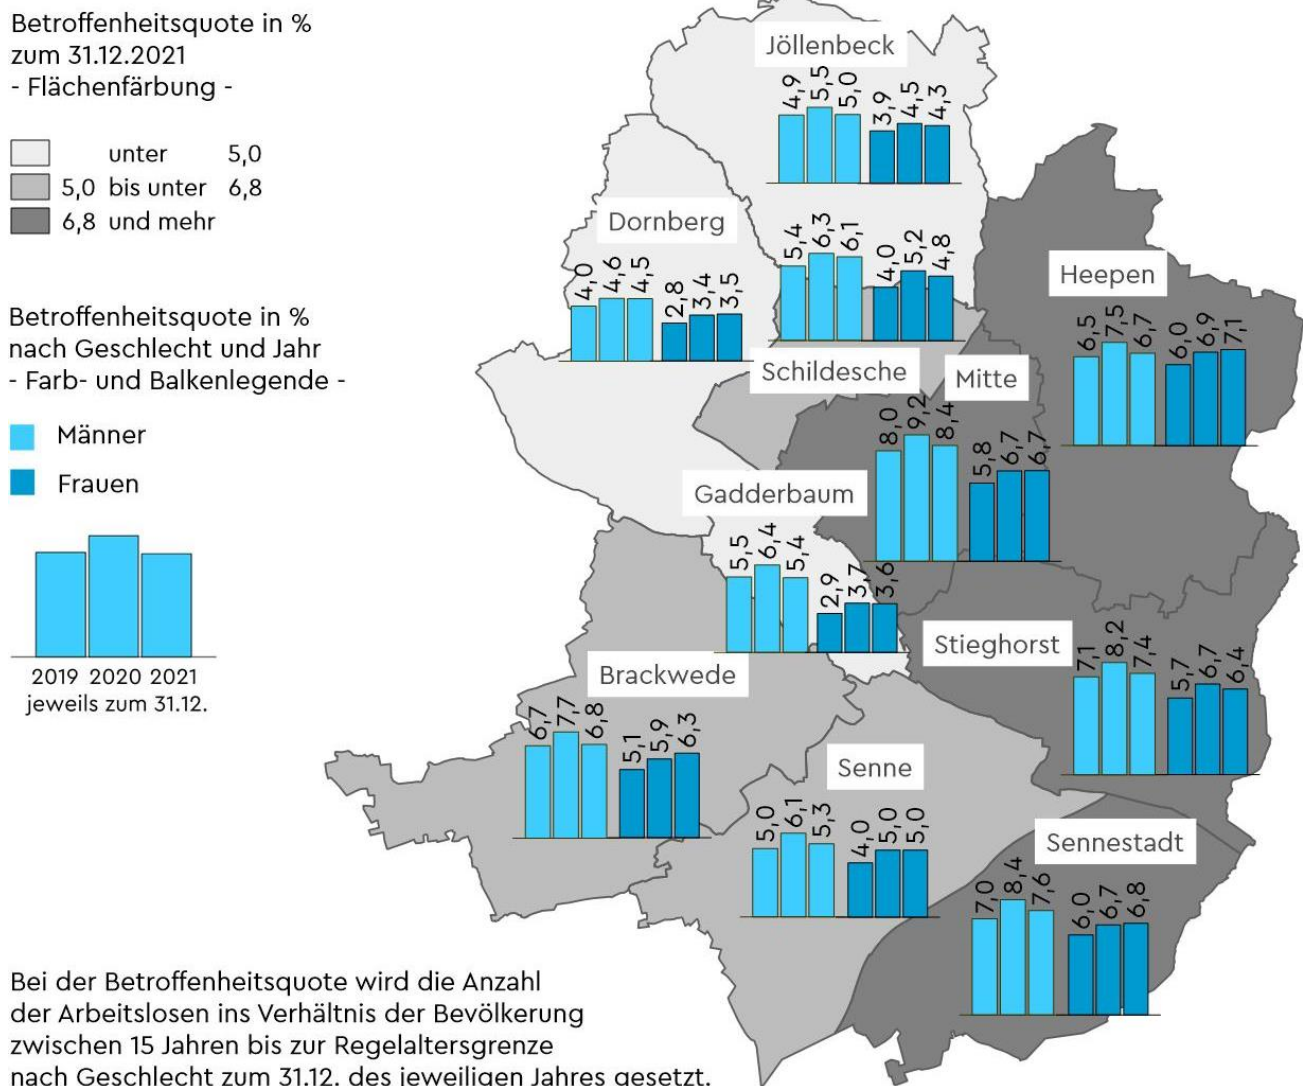 Betroffenheitsquote in %
zum 31.12.2021
- Flächenfärbung -
unter 5,0
5,0 bis unter 6,8
6,8 und mehr
Betroffenheitsquote in %
nach Geschlecht und Jahr
- Farb- und Balkenlegende -
Männer
Frauen
2019 2020 2021
jeweils zum 31.12.
Jöllenbeck
4,9 5,5 5,0 3,9 4,5 4,3
Dornberg
4,0 4,6 4,5 2,8 3,4 3,5
5,4 6,3 6,1 4,0 5,2 4,8
Schildesche
Heepen
6,5 7,5 6,7 6,0 6,9 7,1
Mitte
8,0 9,2 8,4 5,8 6,7 6,7
Gadderbaum
5,5 6,4 5,4 2,9 3,7 3,6
Stieghorst
7,1 8,2 7,4 5,7 6,7 6,4
Brackwede
6,7 7,7 6,8 5,1 5,9 6,3
Senne
5,0 6,1 5,3 4,0 5,0 5,0
Sennestadt
7,0 8,4 7,6 6,0 6,7 6,8
Bei der Betroffenheitsquote wird die Anzahl
der Arbeitslosen ins Verhältnis der Bevölkerung
zwischen 15 Jahren bis zur Regelaltersgrenze
nach Geschlecht zum 31.12. des jeweiligen Jahres gesetzt.